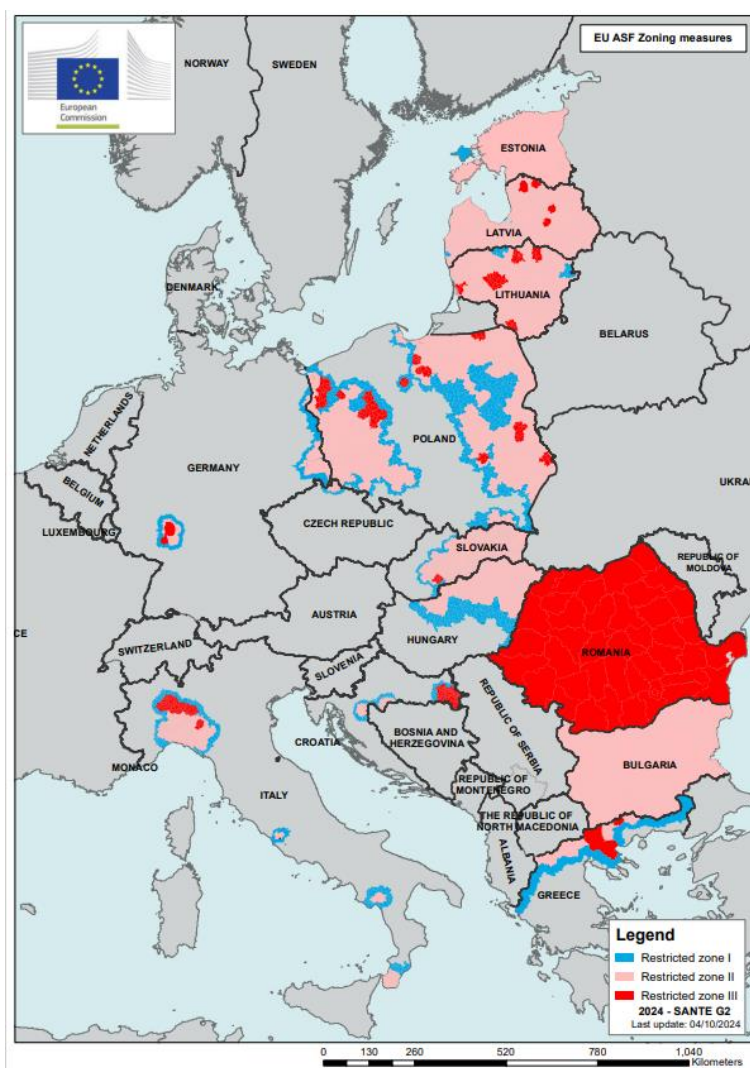 EU ASF Zoning measures
European
Commission
NORWAY
SWEDEN
ESTONIA
LATVIA
LITHUANIA
DENMARK
BELARUS
NETHERLANDS
POLAND
GERMANY
BELGIUM
UKRA
LUXEMBOURG
CZECH REPUBLIC
SLOVAKIA
REPUBLIC OF
MOLDOVA
AUSTRIA
CE
HUNGARY
SWITZERLAND
ROMANIA
SLOVENIA
REPUBLIC OF SERBIA
BOSNIA AND
HERZEGOVINA
CROATIA
BULGARIA
MONACO
REPUBLIC OF
MONTENEGRO
ITALY
THE REPUBLIC OF
NORTH MACEDONIA
ALBANIA
GREECE
Legend
Restricted zone I
Restricted zone II
Restricted zone III
2024 - SANTE G2
Last update: 04/10/2024
0 130 260 520 780 1,040
Kilometers